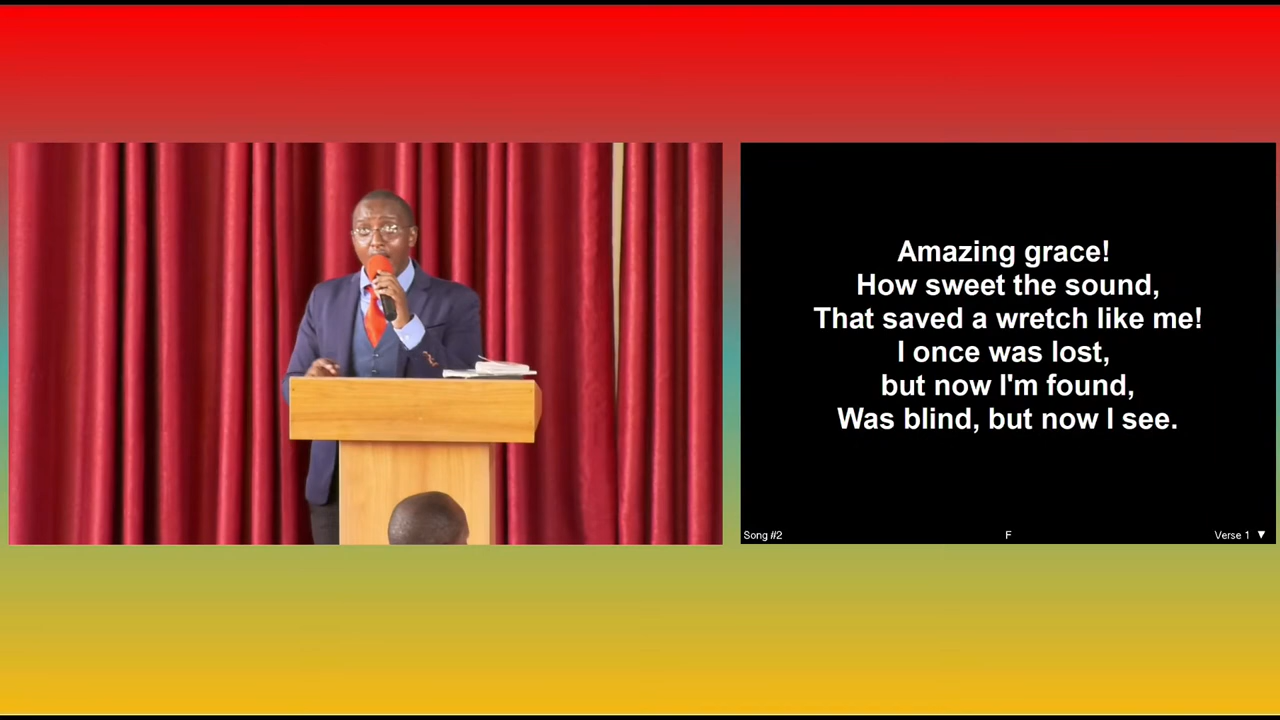 Amazing grace!
How sweet the sound,
That saved a wretch like me!
I once was lost,
but now I'm found,
Was blind, but now I see.
Song #2
F
Verse 1 ▼